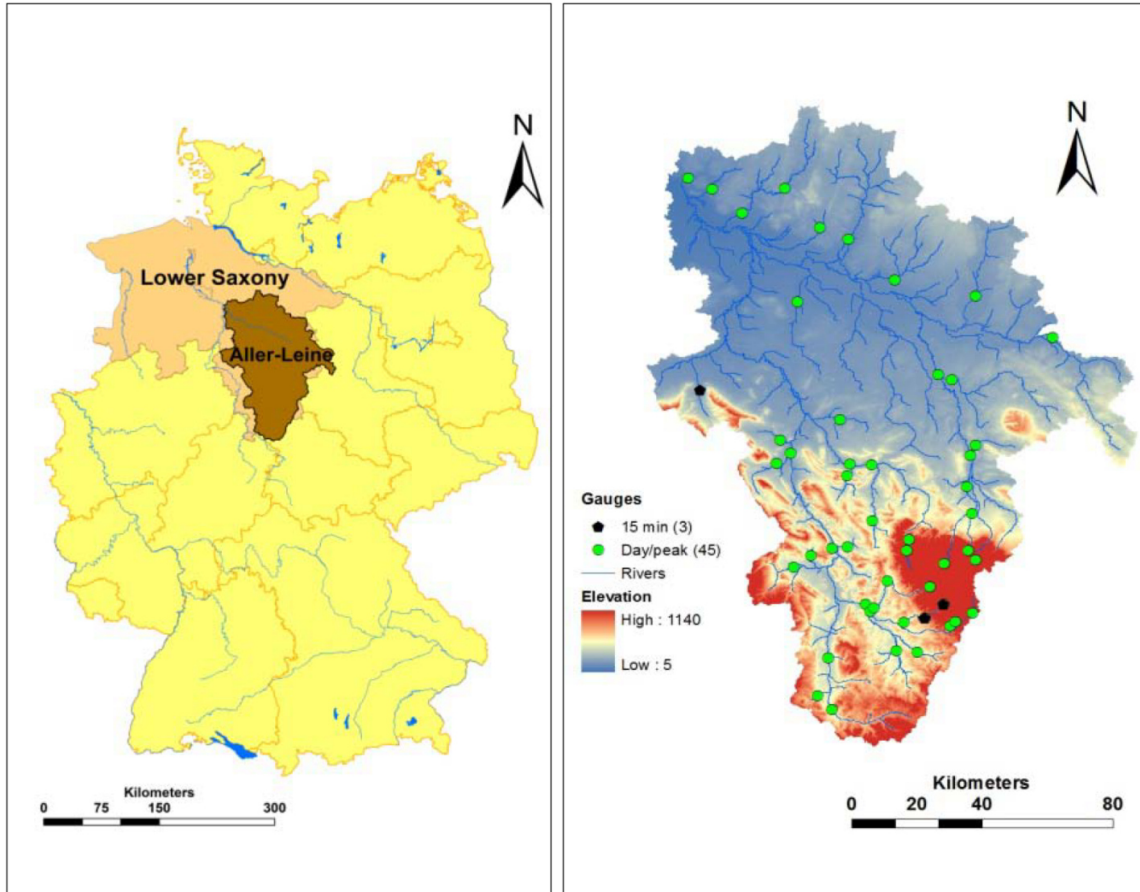 N
Lower Saxony
Aller-Leine
Kilometers
0 75 150 300
N
Gauges
15 min (3)
Day/peak (45)
Rivers
Elevation
High : 1140
Low : 5
Kilometers
0 20 40 80